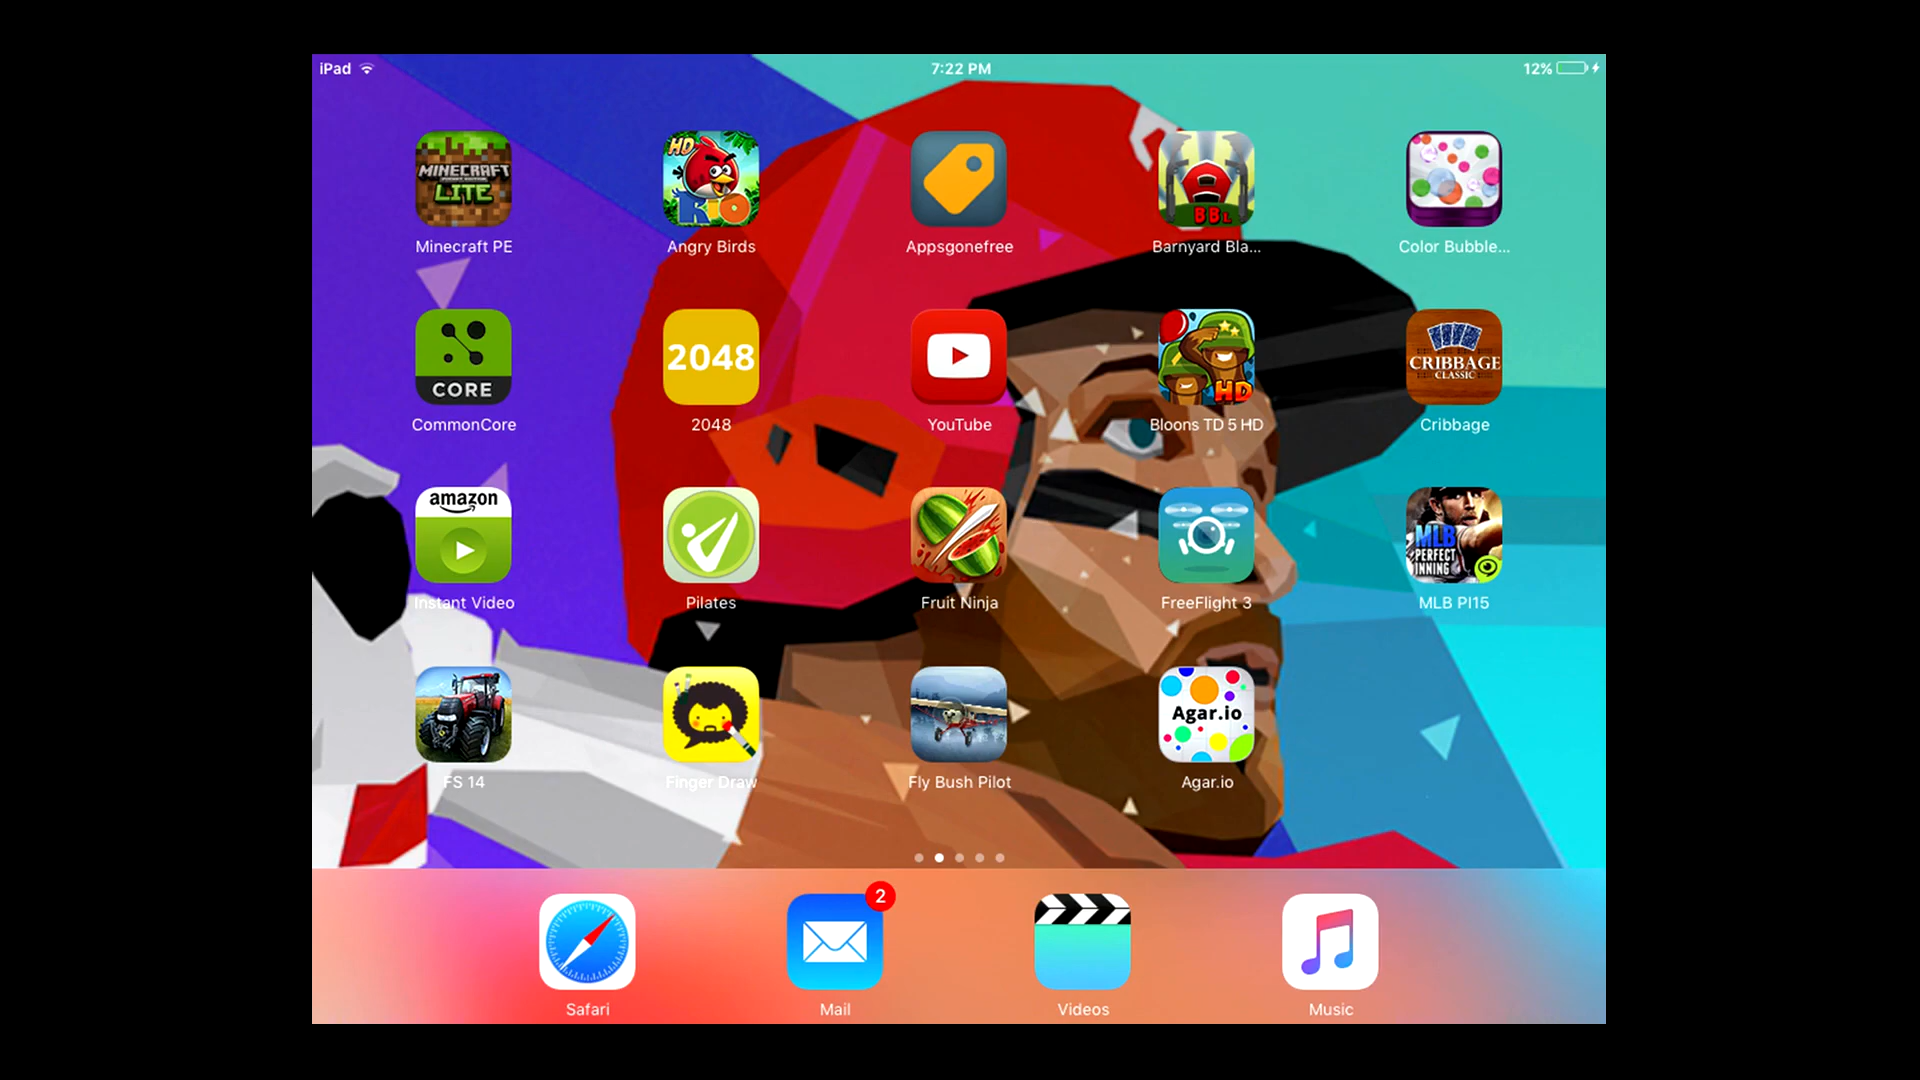 iPad 7:22 PM 12%
MINECRAFT
LITE
HD
RIO
BBL
Minecraft PE Angry Birds Appsgonefree Barnyard Bla... Color Bubble...
CORE
2048
HD
CRIBBAGE
CLASSIC
CommonCore 2048 YouTube Bloons TD 5 HD Cribbage
amazon
MLB
PERFECT
INNING
Instant Video Pilates Fruit Ninja FreeFlight 3 MLB PI15
Agar.io
FS 14 Finger Draw Fly Bush Pilot Agar.io
2
Safari Mail Videos Music